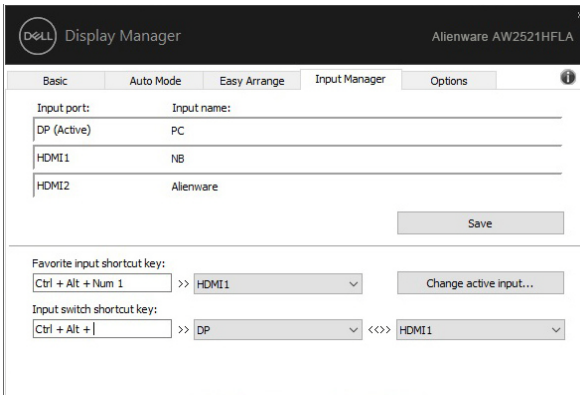 DELL Display Manager Alienware AW2521HFLA
Basic Auto Mode Easy Arrange Input Manager Options i
Input port: Input name:
DP (Active) PC
HDMI1 NB
HDMI2 Alienware
Save
Favorite input shortcut key:
Ctrl + Alt + Num 1 >> HDMI1 Change active input...
Input switch shortcut key:
Ctrl + Alt + >> DP <<>> HDMI1